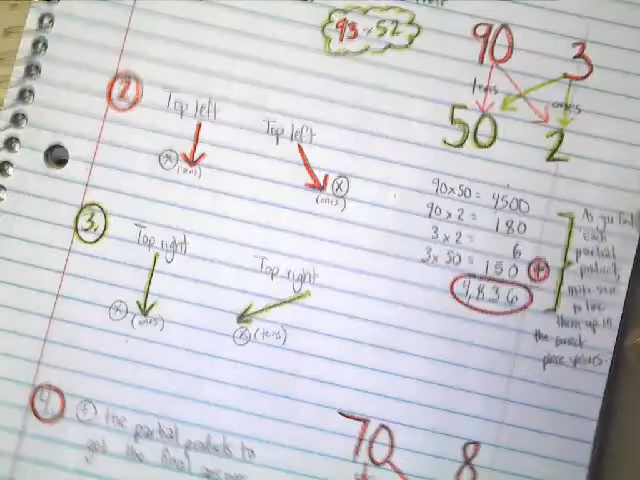 93 x 52
90 3
tens ones
50 2
2.
Top left
(tens)
Top left
(ones)
3.
Top right
(ones)
Top right
(tens)
90 x 50 = 4500
90 x 2 = 180
3 x 2 = 6
3 x 50 = 150
4,836
As you find
each
partial
product,
make sure
to line
them up in
the correct
place values.
4.
the partial products to
get the final answer
70 8